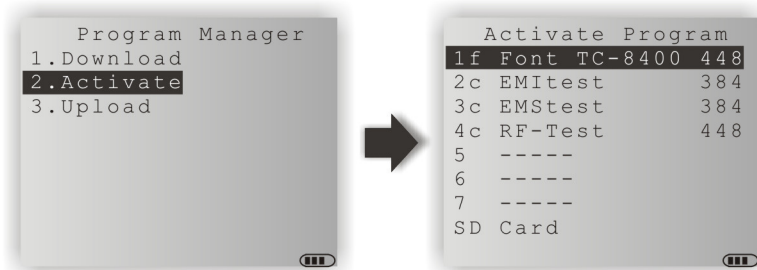 Program Manager
1.Download
2.Activate
3.Upload
Activate Program
1f Font TC-8400 448
2c EMItest 384
3c EMStest 384
4c RF-Test 448
5 -----
6 -----
7 -----
SD Card